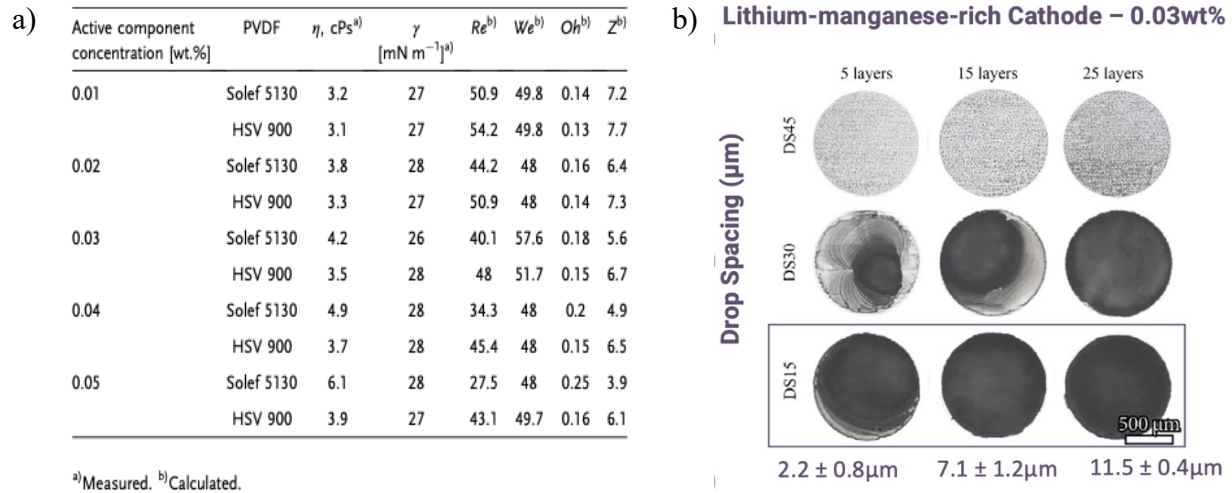 a)
Active component concentration [wt.%] PVDF η, cPsᵃ⁾ γ [mN m⁻¹]ᵃ⁾ Reᵇ⁾ Weᵇ⁾ Ohᵇ⁾ Zᵇ⁾
0.01 Solef 5130 3.2 27 50.9 49.8 0.14 7.2
HSV 900 3.1 27 54.2 49.8 0.13 7.7
0.02 Solef 5130 3.8 28 44.2 48 0.16 6.4
HSV 900 3.3 27 50.9 48 0.14 7.3
0.03 Solef 5130 4.2 26 40.1 57.6 0.18 5.6
HSV 900 3.5 28 48 51.7 0.15 6.7
0.04 Solef 5130 4.9 28 34.3 48 0.2 4.9
HSV 900 3.7 28 45.4 48 0.15 6.5
0.05 Solef 5130 6.1 28 27.5 48 0.25 3.9
HSV 900 3.9 27 43.1 49.7 0.16 6.1
ᵃ⁾Measured. ᵇ⁾Calculated.
b)
Lithium-manganese-rich Cathode – 0.03wt%
5 layers 15 layers 25 layers
Drop Spacing (µm)
DS45
DS30
DS15
500 µm
2.2 ± 0.8µm 7.1 ± 1.2µm 11.5 ± 0.4µm